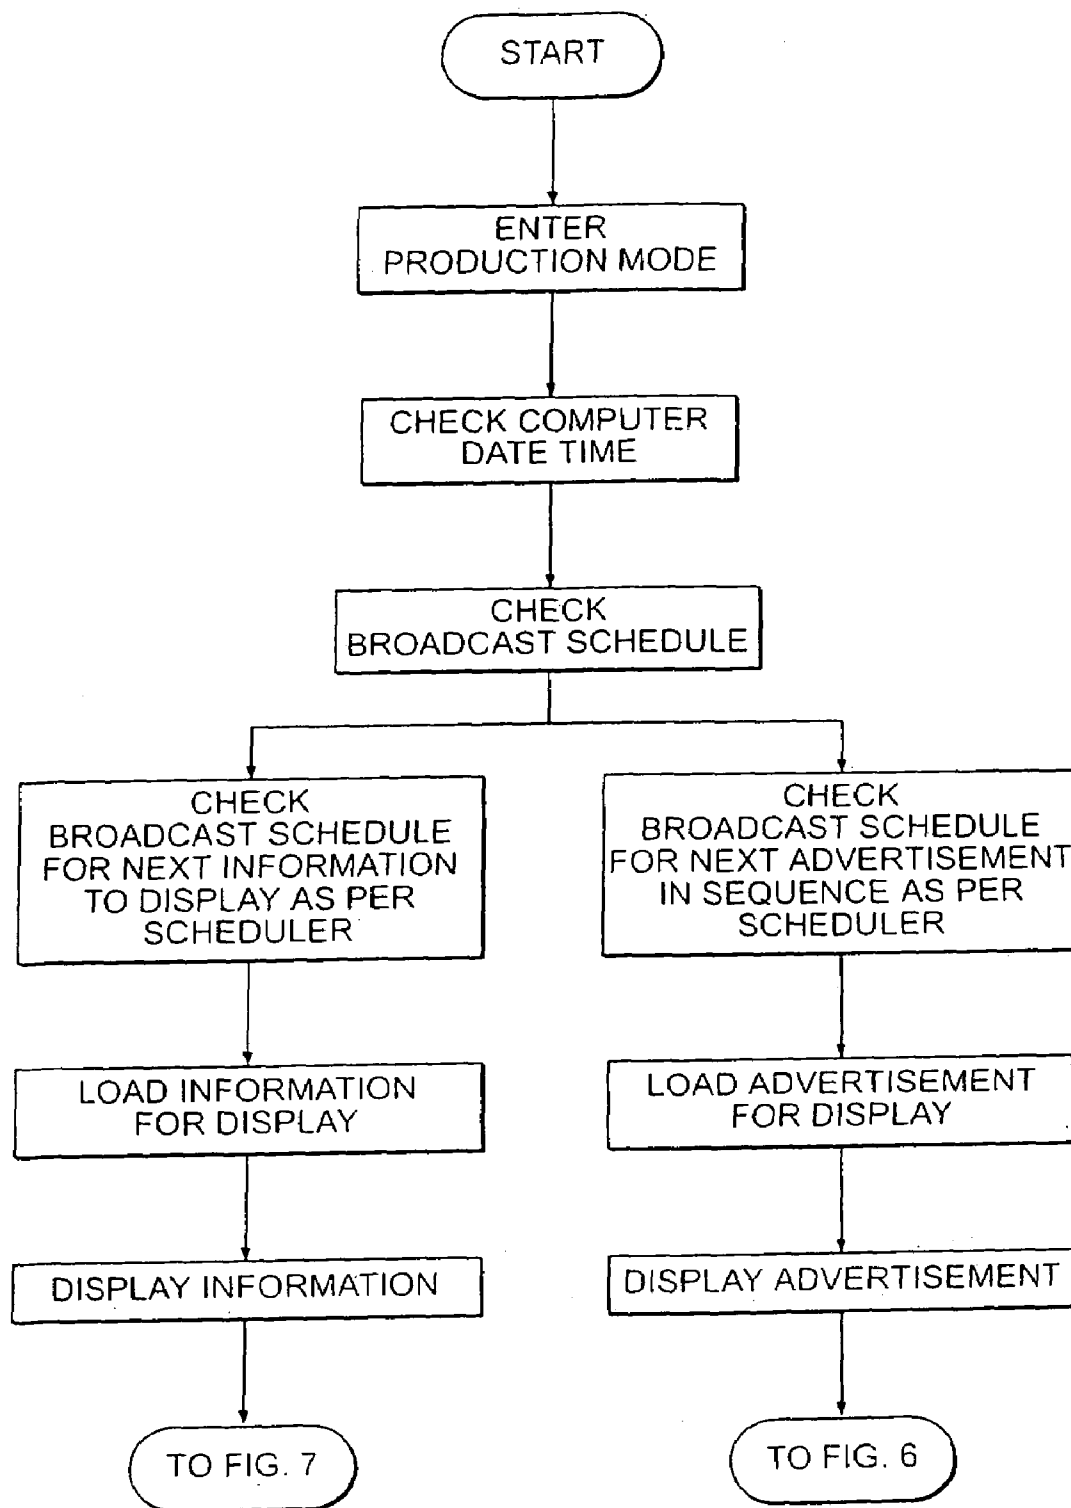 START
ENTER
PRODUCTION MODE
CHECK COMPUTER
DATE TIME
CHECK
BROADCAST SCHEDULE
CHECK
BROADCAST SCHEDULE
FOR NEXT INFORMATION
TO DISPLAY AS PER
SCHEDULER
LOAD INFORMATION
FOR DISPLAY
DISPLAY INFORMATION
TO FIG. 7
CHECK
BROADCAST SCHEDULE
FOR NEXT ADVERTISEMENT
IN SEQUENCE AS PER
SCHEDULER
LOAD ADVERTISEMENT
FOR DISPLAY
DISPLAY ADVERTISEMENT
TO FIG. 6